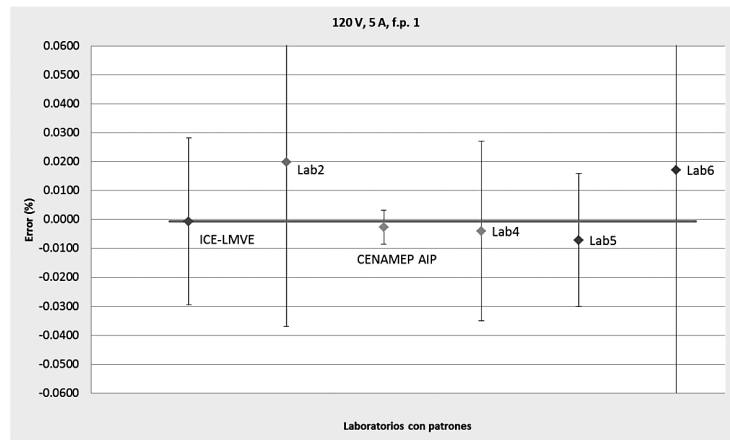 120 V, 5 A, f.p. 1
0.0600
0.0500
0.0400
0.0300
0.0200
0.0100
0.0000
-0.0100
-0.0200
-0.0300
-0.0400
-0.0500
-0.0600
Error (%)
ICE-LMVE
Lab2
CENAMEP AIP
Lab4
Lab5
Lab6
Laboratorios con patrones